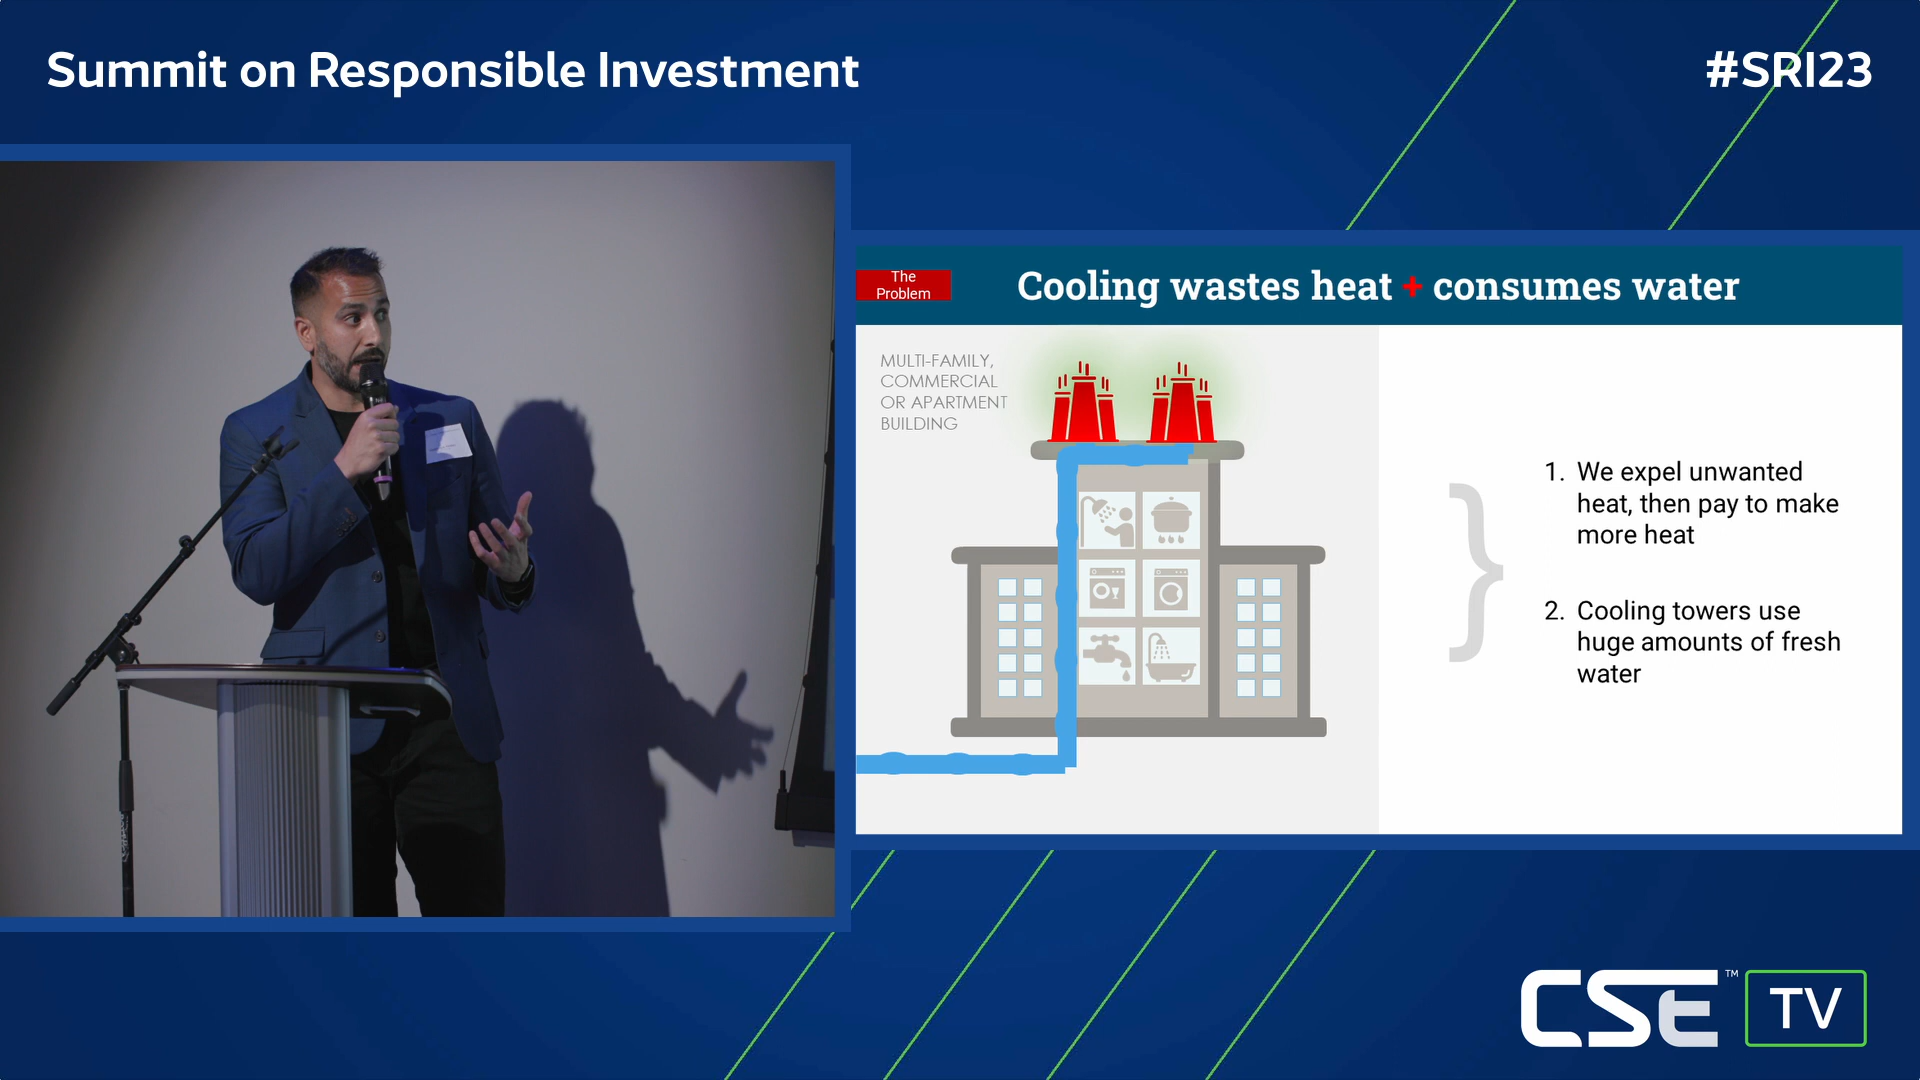 Summit on Responsible Investment
#SRI23
The
Problem
Cooling wastes heat + consumes water
MULTI-FAMILY,
COMMERCIAL
OR APARTMENT
BUILDING
1. We expel unwanted
heat, then pay to make
more heat
2. Cooling towers use
huge amounts of fresh
water
CSE™ TV